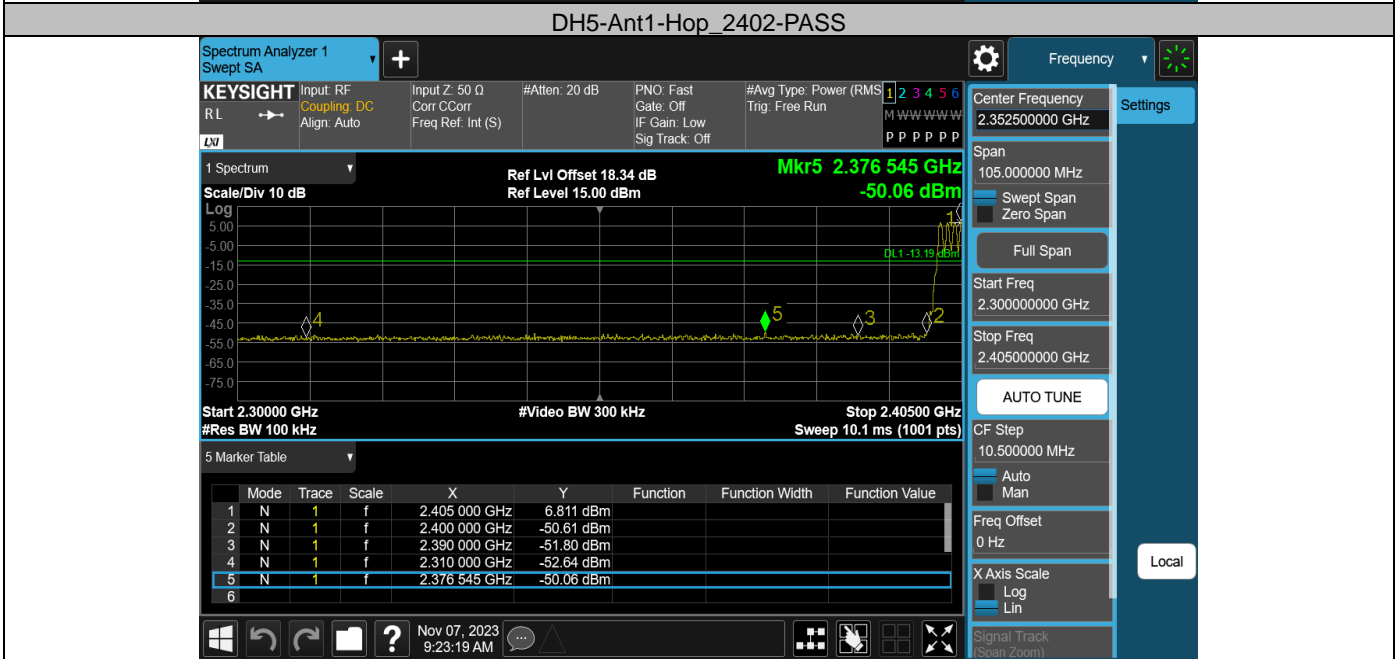 DH5-Ant1-Hop_2402-PASS
Spectrum Analyzer 1
Swept SA
+
Frequency
KEYSIGHT
RL
LXI
Input: RF
Coupling: DC
Align: Auto
Input Z: 50 Ω
Corr CCorr
Freq Ref: Int (S)
#Atten: 20 dB
PNO: Fast
Gate: Off
IF Gain: Low
Sig Track: Off
#Avg Type: Power (RMS
Trig: Free Run
1 2 3 4 5 6
M W W W W W
P P P P P P
Center Frequency
2.352500000 GHz
Settings
Span
105.000000 MHz
Swept Span
Zero Span
Full Span
Start Freq
2.300000000 GHz
Stop Freq
2.405000000 GHz
AUTO TUNE
CF Step
10.500000 MHz
Auto
Man
Freq Offset
0 Hz
X Axis Scale
Log
Lin
Signal Track
(Span Zoom)
Local
1 Spectrum
Scale/Div 10 dB
Ref Lvl Offset 18.34 dB
Ref Level 15.00 dBm
Mkr5 2.376 545 GHz
-50.06 dBm
Log
5.00
-5.00
-15.0
-25.0
-35.0
-45.0
-55.0
-65.0
-75.0
1
DL1 -13.19 dBm
4
5
3
2
Start 2.30000 GHz
#Video BW 300 kHz
Stop 2.40500 GHz
#Res BW 100 kHz
Sweep 10.1 ms (1001 pts)
5 Marker Table
Mode Trace Scale X Y Function Function Width Function Value
1 N 1 f 2.405 000 GHz 6.811 dBm
2 N 1 f 2.400 000 GHz -50.61 dBm
3 N 1 f 2.390 000 GHz -51.80 dBm
4 N 1 f 2.310 000 GHz -52.64 dBm
5 N 1 f 2.376 545 GHz -50.06 dBm
6
?
Nov 07, 2023
9:23:19 AM